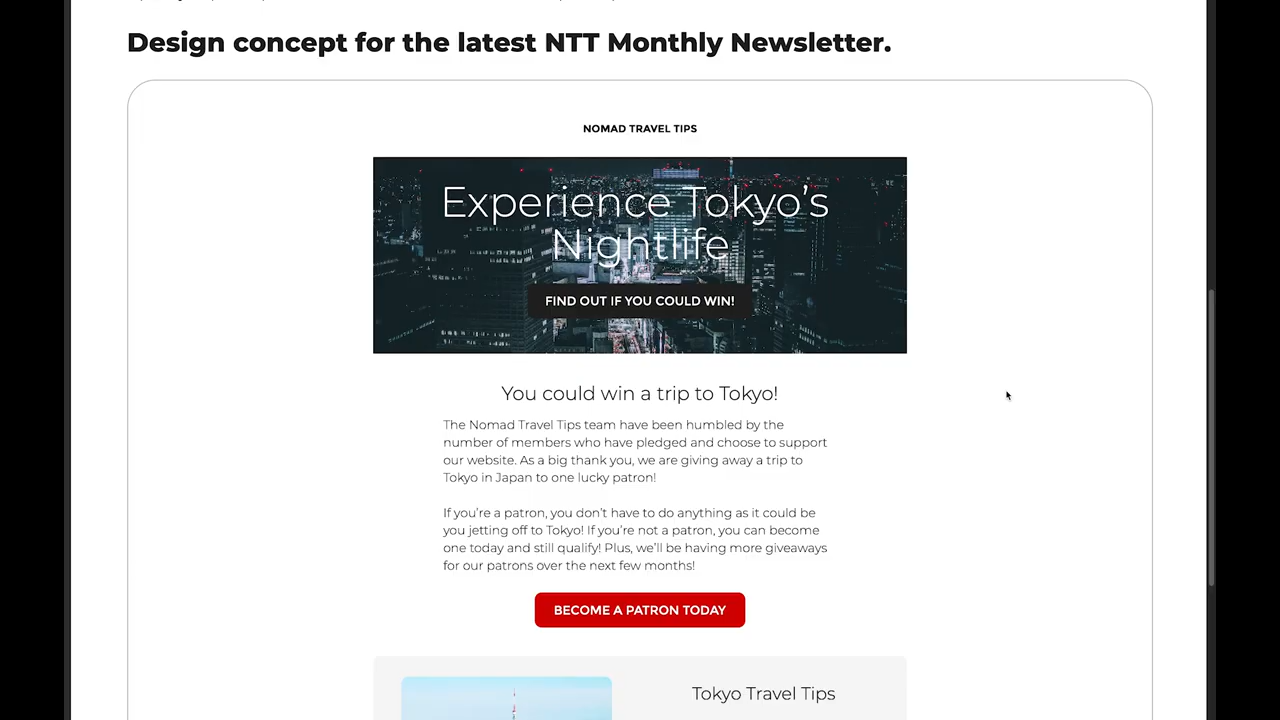 Design concept for the latest NTT Monthly Newsletter.
NOMAD TRAVEL TIPS
Experience Tokyo’s
Nightlife
FIND OUT IF YOU COULD WIN!
You could win a trip to Tokyo!
The Nomad Travel Tips team have been humbled by the
number of members who have pledged and choose to support
our website. As a big thank you, we are giving away a trip to
Tokyo in Japan to one lucky patron!
If you’re a patron, you don’t have to do anything as it could be
you jetting off to Tokyo! If you’re not a patron, you can become
one today and still qualify! Plus, we’ll be having more giveaways
for our patrons over the next few months!
BECOME A PATRON TODAY
Tokyo Travel Tips